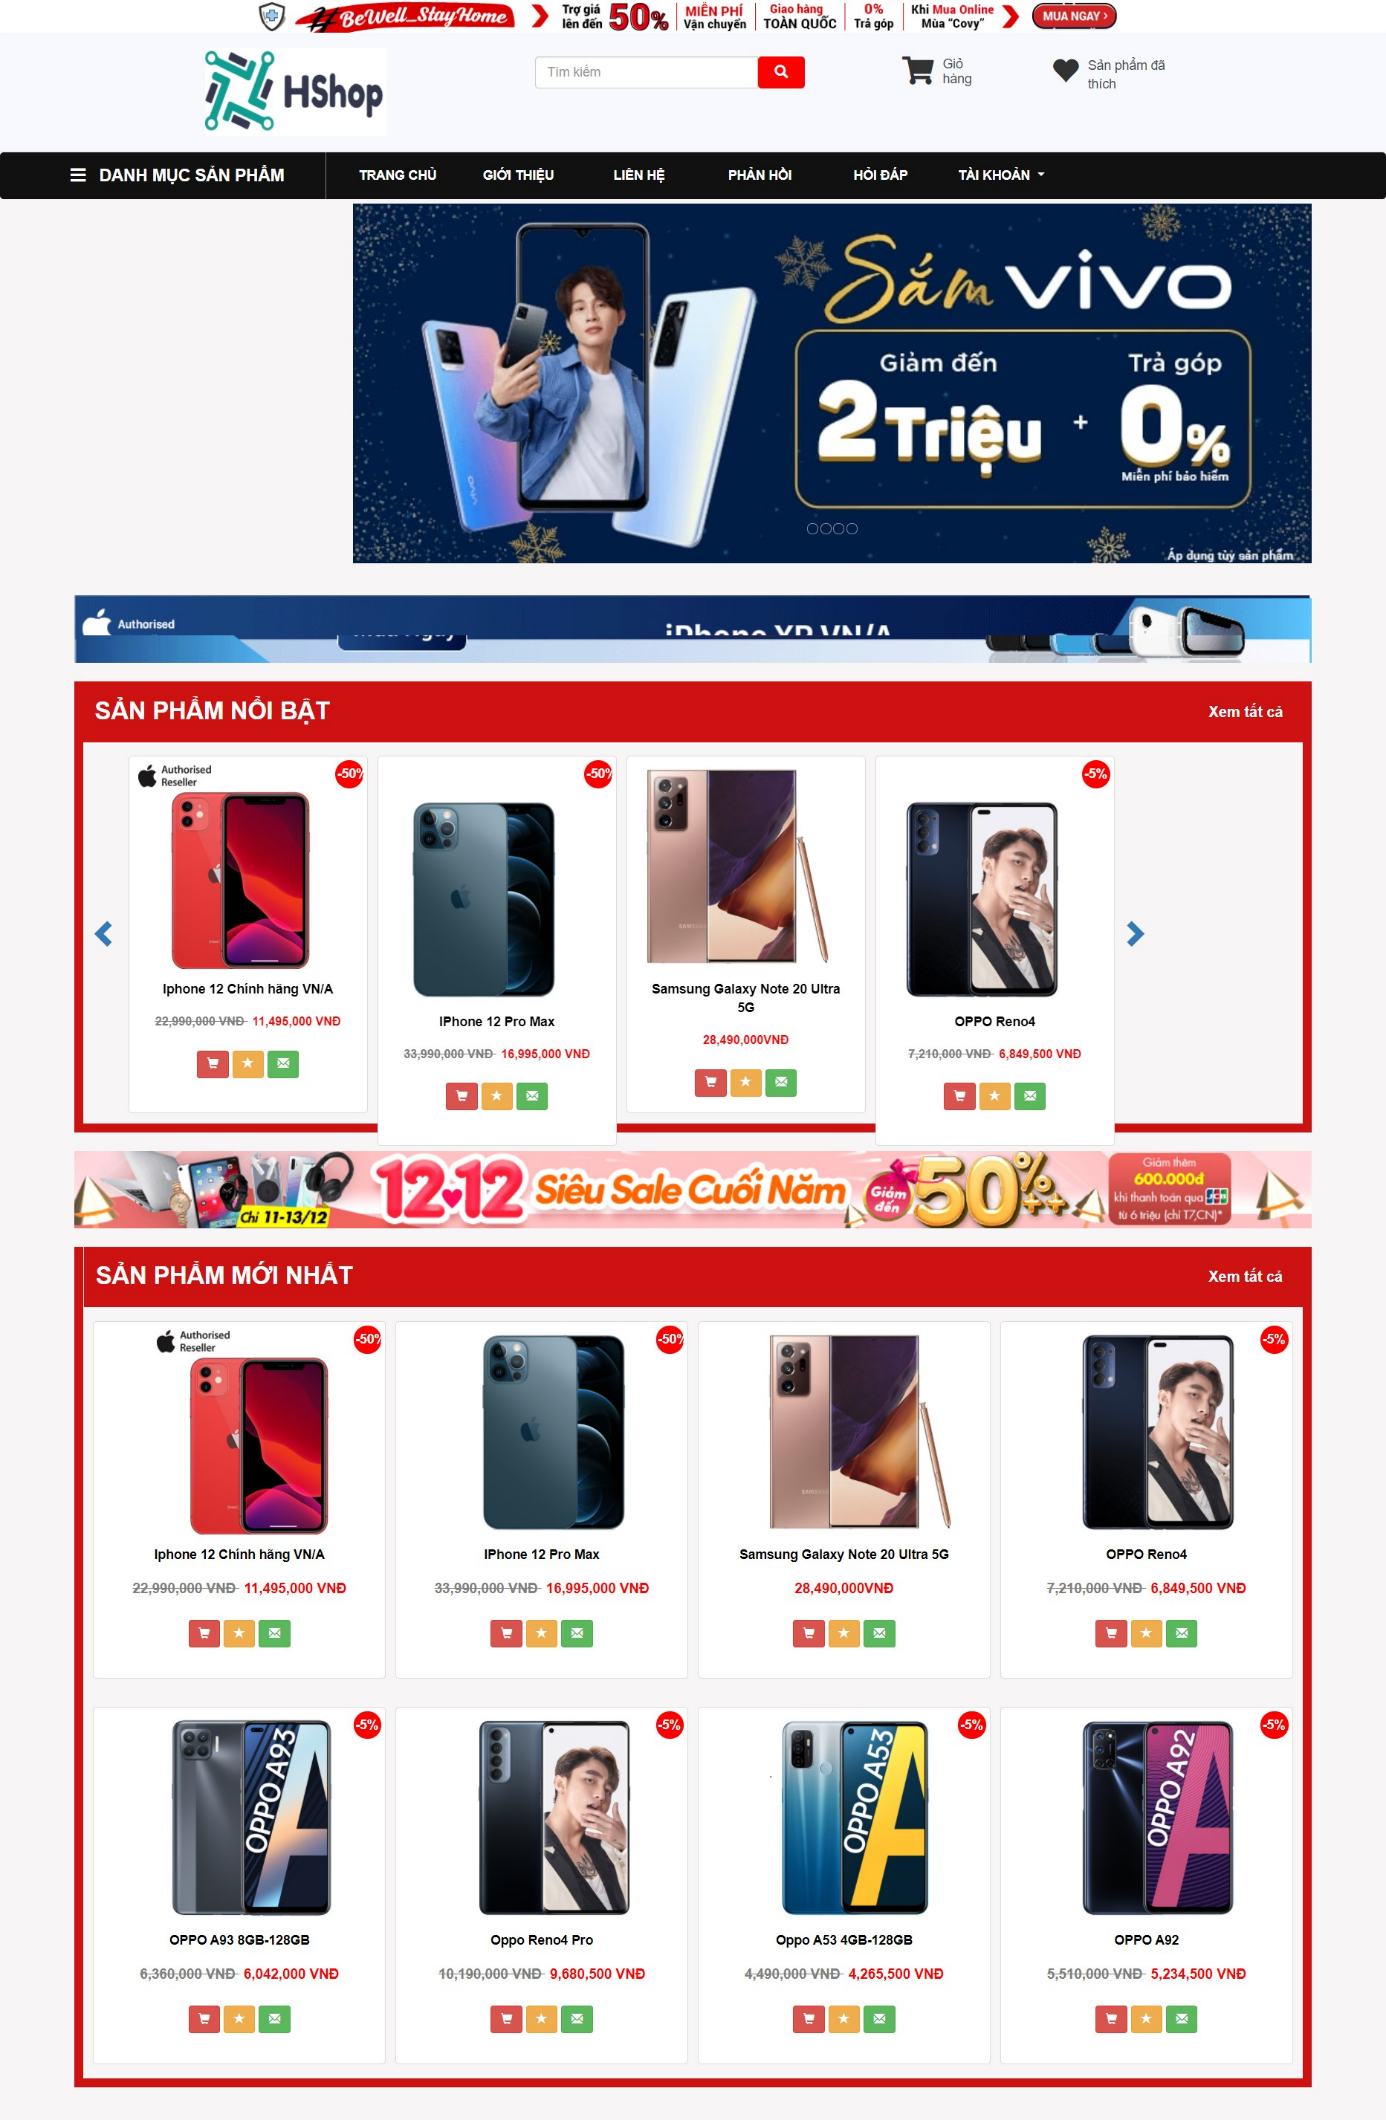 #BeWell_StayHome
Trợ giá
lên đến
50%
MIỄN PHÍ
Vận chuyển
Giao hàng
TOÀN QUỐC
0%
Trả góp
Khi Mua Online
Mùa “Covy”
MUA NGAY ›
HShop
Tìm kiếm
Giỏ
hàng
Sản phẩm đã
thích
DANH MỤC SẢN PHẨM
TRANG CHỦ
GIỚI THIỆU
LIÊN HỆ
PHẢN HỒI
HỎI ĐÁP
TÀI KHOẢN
Sắm vivo
Giảm đến
2 Triệu
+
Trả góp
0%
Miễn phí bảo hiểm
vivo
Áp dụng tùy sản phẩm
Authorised
Mua Ngay
iPhone XR VN/A
SẢN PHẨM NỔI BẬT
Xem tất cả
Authorised
Reseller
-50%
-50%
-5%
Iphone 12 Chính hãng VN/A
22,990,000 VNĐ 11,495,000 VNĐ
IPhone 12 Pro Max
33,990,000 VNĐ 16,995,000 VNĐ
Samsung Galaxy Note 20 Ultra
5G
28,490,000VNĐ
OPPO Reno4
7,210,000 VNĐ 6,849,500 VNĐ
Chỉ 11-13/12
12.12 Siêu Sale Cuối Năm
Giảm
đến
50%++
Giảm thêm
600.000đ
khi thanh toán qua JCB
từ 6 triệu (chỉ T7,CN)*
SẢN PHẨM MỚI NHẤT
Xem tất cả
Authorised
Reseller
-50%
-50%
-5%
Iphone 12 Chính hãng VN/A
22,990,000 VNĐ 11,495,000 VNĐ
IPhone 12 Pro Max
33,990,000 VNĐ 16,995,000 VNĐ
Samsung Galaxy Note 20 Ultra 5G
28,490,000VNĐ
OPPO Reno4
7,210,000 VNĐ 6,849,500 VNĐ
-5%
-5%
-5%
-5%
OPPO A93
OPPO A53
OPPO A92
OPPO A93 8GB-128GB
6,360,000 VNĐ 6,042,000 VNĐ
Oppo Reno4 Pro
10,190,000 VNĐ 9,680,500 VNĐ
Oppo A53 4GB-128GB
4,490,000 VNĐ 4,265,500 VNĐ
OPPO A92
5,510,000 VNĐ 5,234,500 VNĐ